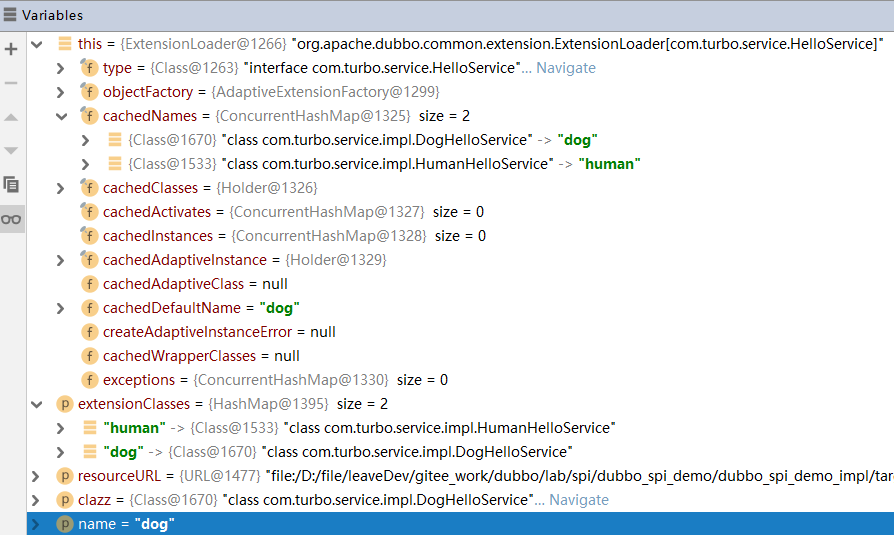 Variables
this = {ExtensionLoader@1266} "org.apache.dubbo.common.extension.ExtensionLoader[com.turbo.service.HelloService]"
f type = {Class@1263} "interface com.turbo.service.HelloService"... Navigate
f objectFactory = {AdaptiveExtensionFactory@1299}
f cachedNames = {ConcurrentHashMap@1325} size = 2
{Class@1670} "class com.turbo.service.impl.DogHelloService" -> "dog"
{Class@1533} "class com.turbo.service.impl.HumanHelloService" -> "human"
f cachedClasses = {Holder@1326}
f cachedActivates = {ConcurrentHashMap@1327} size = 0
f cachedInstances = {ConcurrentHashMap@1328} size = 0
f cachedAdaptiveInstance = {Holder@1329}
f cachedAdaptiveClass = null
f cachedDefaultName = "dog"
f createAdaptiveInstanceError = null
f cachedWrapperClasses = null
f exceptions = {ConcurrentHashMap@1330} size = 0
p extensionClasses = {HashMap@1395} size = 2
"human" -> {Class@1533} "class com.turbo.service.impl.HumanHelloService"
"dog" -> {Class@1670} "class com.turbo.service.impl.DogHelloService"
p resourceURL = {URL@1477} "file:/D:/file/leaveDev/gitee_work/dubbo/lab/spi/dubbo_spi_demo/dubbo_spi_demo_impl/tar
p clazz = {Class@1670} "class com.turbo.service.impl.DogHelloService"... Navigate
p name = "dog"